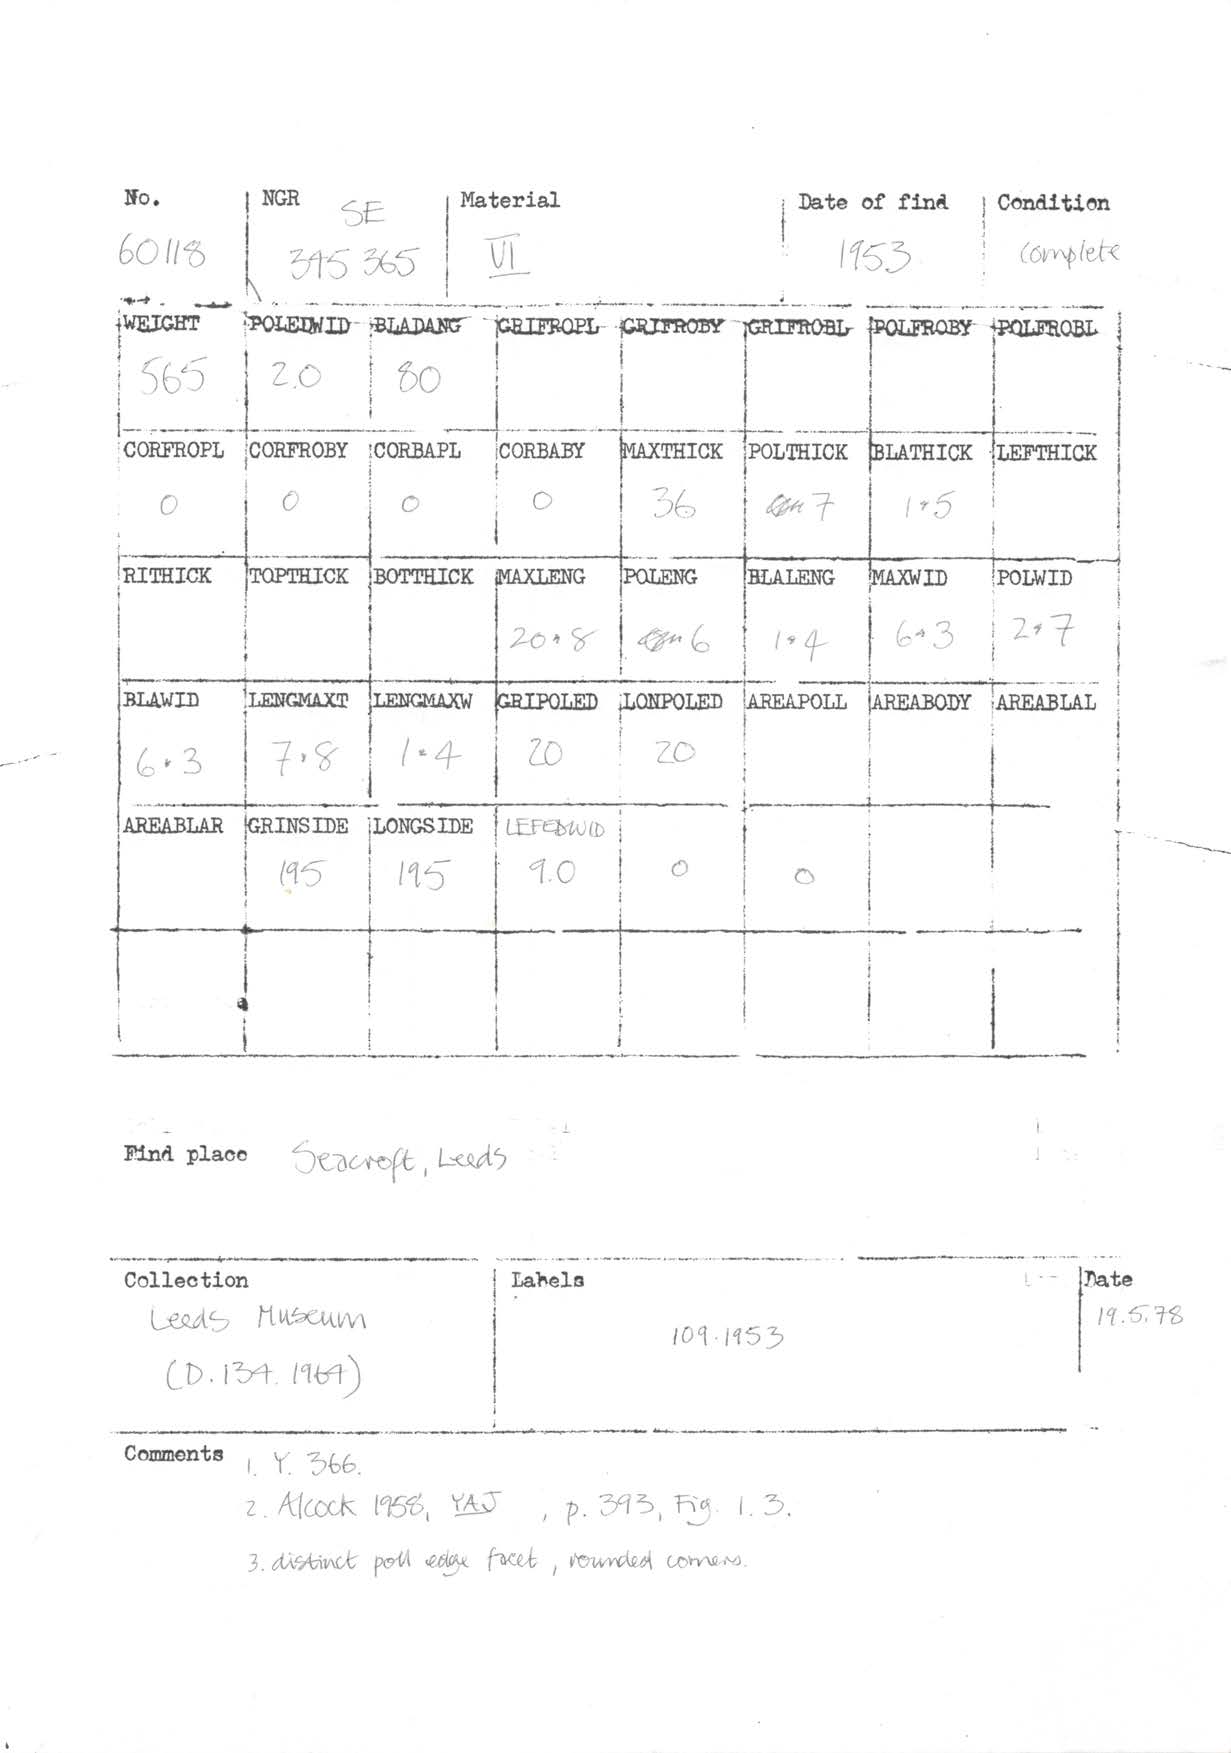 No. NGR Material Date of find Condition
SE
60118 345 365 VI 1953 Complete
WEIGHT POLEDWID BLADANG GRIFROPL GRIFROBY GRIFROBL POLFROBY POLFROBL
565 2.0 80
CORFROPL CORFROBY CORBAPL CORBABY MAXTHICK POLTHICK BLATHICK LEFTHICK
0 0 0 0 36 7 1.5
RITHICK TOPTHICK BOTTHICK MAXLENG POLENG BLALENG MAXWID POLWID
20.8 6 1.4 6.3 2.7
BLAWID LENGMAXT LENGMAXW GRIPOLED LONPOLED AREAPOLL AREABODY AREABLAL
6.3 7.8 1.4 20 20
AREABLAR GRINSIDE LONGSIDE LEFEDWID
195 195 9.0 0 0
Find place Seacroft, Leeds
Collection Labels Date
Leeds Museum 109.1953 19.5.78
(D.134.1964)
Comments 1. Y. 366.
2. Alcock 1958, YAJ , p. 393, Fig. 1.3.
3. distinct poll edge facet, rounded corners.